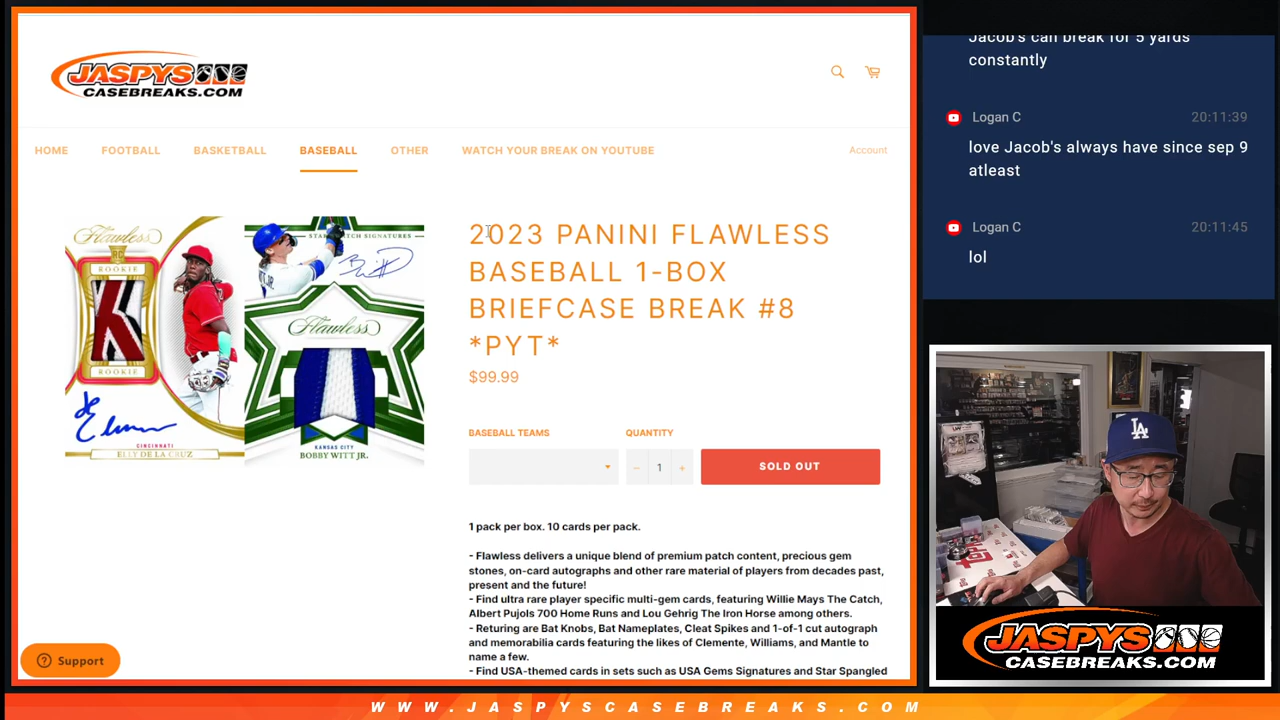 JASPYS
CASEBREAKS.COM
HOME FOOTBALL BASKETBALL BASEBALL OTHER WATCH YOUR BREAK ON YOUTUBE Account
Flawless
RD
ROOKIE
ROOKIE
CINCINNATI
ELLY DE LA CRUZ
Flawless
KANSAS CITY
BOBBY WITT JR.
2023 PANINI FLAWLESS
BASEBALL 1-BOX
BRIEFCASE BREAK #8
*PYT*
$99.99
BASEBALL TEAMS QUANTITY
− 1 + SOLD OUT
1 pack per box. 10 cards per pack.
- Flawless delivers a unique blend of premium patch content, precious gem
stones, on-card autographs and other rare material of players from decades past,
present and the future!
- Find ultra rare player specific multi-gem cards, featuring Willie Mays The Catch,
Albert Pujols 700 Home Runs and Lou Gehrig The Iron Horse among others.
- Returing are Bat Knobs, Bat Nameplates, Cleat Spikes and 1-of-1 cut autograph
and memorabilia cards featuring the likes of Clemente, Williams, and Mantle to
name a few.
- Find USA-themed cards in sets such as USA Gems Signatures and Star Spangled
Support
Jacob's can break for 5 yards
constantly
Logan C 20:11:39
love Jacob's always have since sep 9
atleast
Logan C 20:11:45
lol
LA
JASPYS
CASEBREAKS.COM
WWW.JASPYSCASEBREAKS.COM